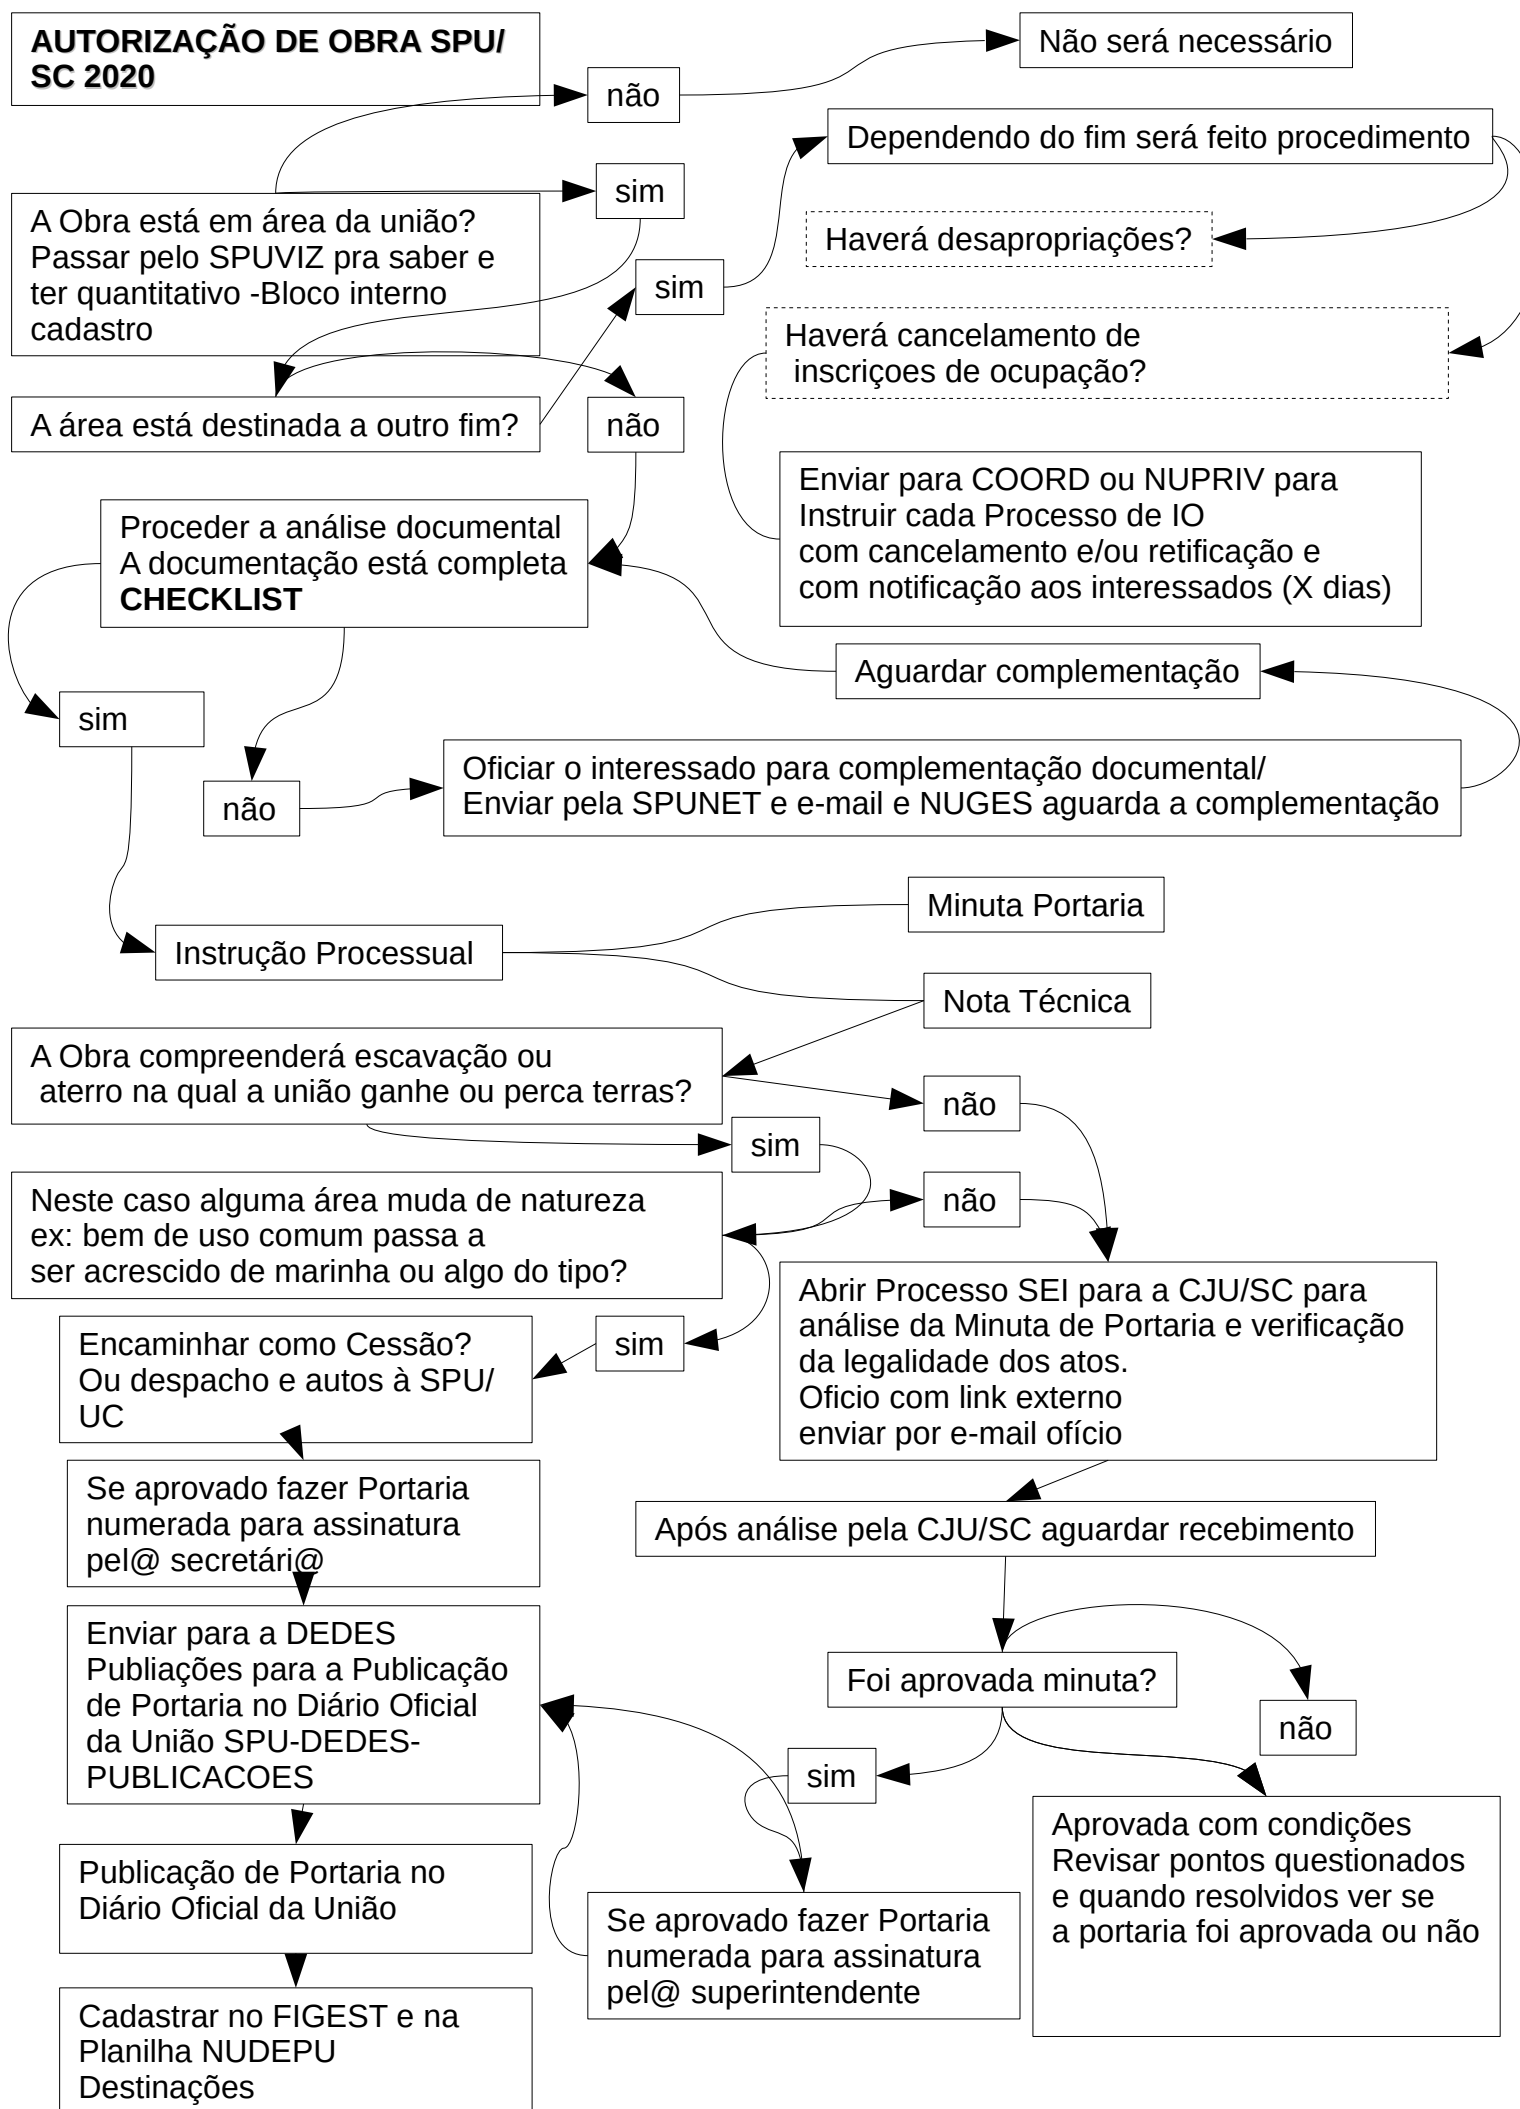 AUTORIZAÇÃO DE OBRA SPU/
SC 2020
Não será necessário
não
Dependendo do fim será feito procedimento
sim
A Obra está em área da união?
Passar pelo SPUVIZ pra saber e
ter quantitativo -Bloco interno
cadastro
Haverá desapropriações?
sim
Haverá cancelamento de
inscriçoes de ocupação?
A área está destinada a outro fim?
não
Enviar para COORD ou NUPRIV para
Instruir cada Processo de IO
com cancelamento e/ou retificação e
com notificação aos interessados (X dias)
Proceder a análise documental
A documentação está completa
CHECKLIST
Aguardar complementação
sim
não
Oficiar o interessado para complementação documental/
Enviar pela SPUNET e e-mail e NUGES aguarda a complementação
Minuta Portaria
Instrução Processual
Nota Técnica
A Obra compreenderá escavação ou
aterro na qual a união ganhe ou perca terras?
não
sim
Neste caso alguma área muda de natureza
ex: bem de uso comum passa a
ser acrescido de marinha ou algo do tipo?
não
Abrir Processo SEI para a CJU/SC para
análise da Minuta de Portaria e verificação
da legalidade dos atos.
Oficio com link externo
enviar por e-mail ofício
sim
Encaminhar como Cessão?
Ou despacho e autos à SPU/
UC
Se aprovado fazer Portaria
numerada para assinatura
pel@ secretári@
Após análise pela CJU/SC aguardar recebimento
Enviar para a DEDES
Publiações para a Publicação
de Portaria no Diário Oficial
da União SPU-DEDES-
PUBLICACOES
Foi aprovada minuta?
não
sim
Aprovada com condições
Revisar pontos questionados
e quando resolvidos ver se
a portaria foi aprovada ou não
Publicação de Portaria no
Diário Oficial da União
Se aprovado fazer Portaria
numerada para assinatura
pel@ superintendente
Cadastrar no FIGEST e na
Planilha NUDEPU
Destinações